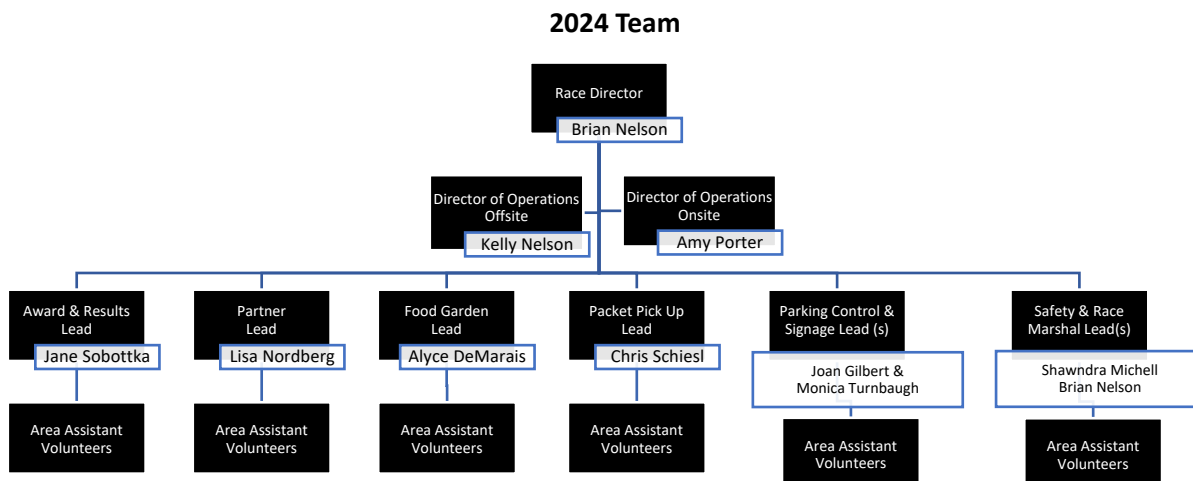 2024 Team
Race Director
Brian Nelson
Director of Operations
Offsite
Kelly Nelson
Director of Operations
Onsite
Amy Porter
Award & Results
Lead
Jane Sobottka
Partner
Lead
Lisa Nordberg
Food Garden
Lead
Alyce DeMarais
Packet Pick Up
Lead
Chris Schiesl
Parking Control &
Signage Lead (s)
Joan Gilbert &
Monica Turnbaugh
Safety & Race
Marshal Lead(s)
Shawndra Michell
Brian Nelson
Area Assistant
Volunteers
Area Assistant
Volunteers
Area Assistant
Volunteers
Area Assistant
Volunteers
Area Assistant
Volunteers
Area Assistant
Volunteers